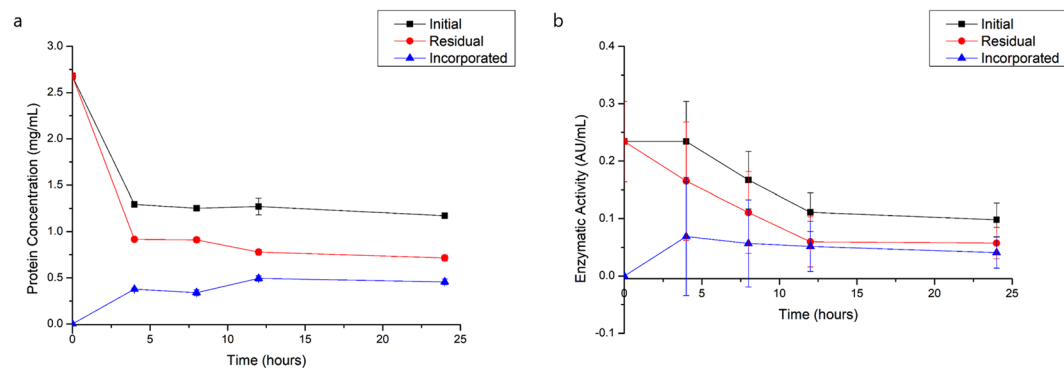 a
Initial
Residual
Incorporated
3.0
2.5
2.0
1.5
1.0
0.5
0.0
Protein Concentration (mg/mL)
0
5
10
15
20
25
Time (hours)
b
Initial
Residual
Incorporated
0.4
0.3
0.2
0.1
0.0
-0.1
Enzymatic Activity (AU/mL)
0
5
10
15
20
25
Time (hours)